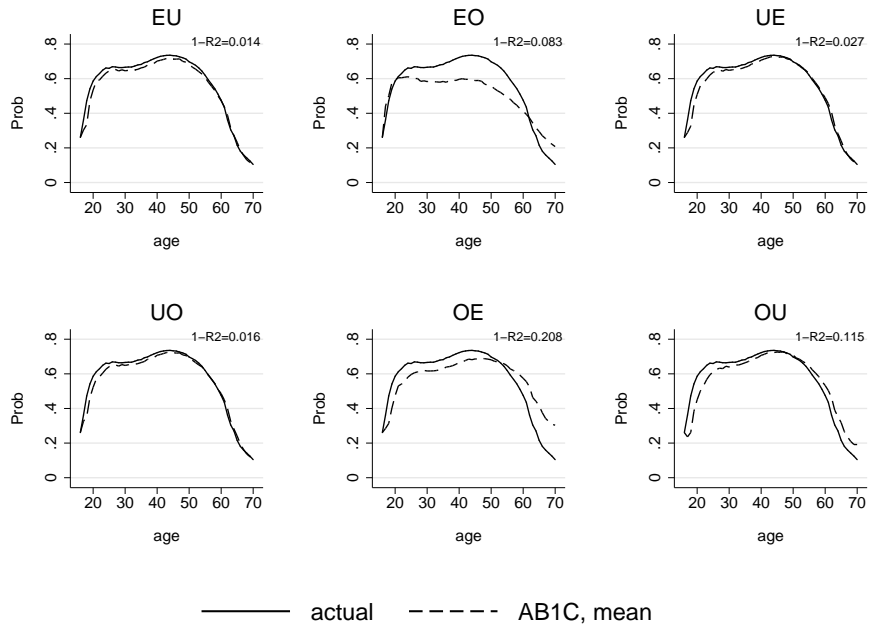 EU
EO
UE
1−R2=0.014
1−R2=0.083
1−R2=0.027
Prob
0 .2 .4 .6 .8
20 30 40 50 60 70
age
Prob
0 .2 .4 .6 .8
20 30 40 50 60 70
age
Prob
0 .2 .4 .6 .8
20 30 40 50 60 70
age
UO
OE
OU
1−R2=0.016
1−R2=0.208
1−R2=0.115
Prob
0 .2 .4 .6 .8
20 30 40 50 60 70
age
Prob
0 .2 .4 .6 .8
20 30 40 50 60 70
age
Prob
0 .2 .4 .6 .8
20 30 40 50 60 70
age
actual AB1C, mean